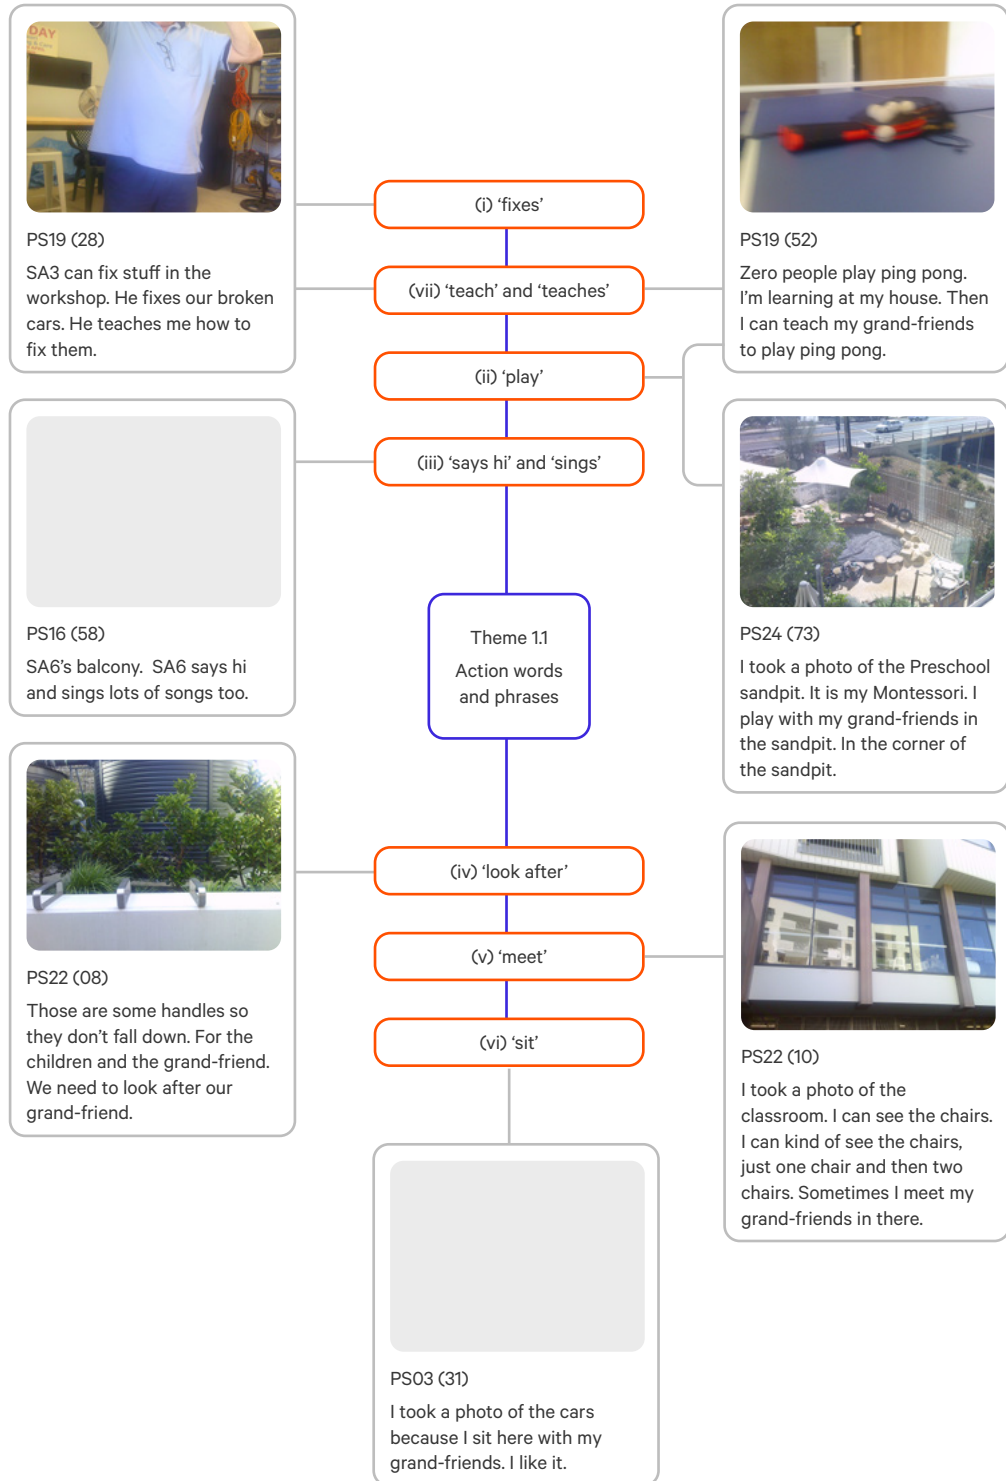 DAY
PS19 (28)
SA3 can fix stuff in the
workshop. He fixes our broken
cars. He teaches me how to
fix them.
PS19 (52)
Zero people play ping pong.
I’m learning at my house. Then
I can teach my grand-friends
to play ping pong.
(i) ‘fixes’
(vii) ‘teach’ and ‘teaches’
(ii) ‘play’
(iii) ‘says hi’ and ‘sings’
PS16 (58)
SA6’s balcony.  SA6 says hi
and sings lots of songs too.
Theme 1.1
Action words
and phrases
PS24 (73)
I took a photo of the Preschool
sandpit. It is my Montessori. I
play with my grand-friends in
the sandpit. In the corner of
the sandpit.
PS22 (08)
Those are some handles so
they don’t fall down. For the
children and the grand-friend.
We need to look after our
grand-friend.
(iv) ‘look after’
(v) ‘meet’
(vi) ‘sit’
PS22 (10)
I took a photo of the
classroom. I can see the chairs.
I can kind of see the chairs,
just one chair and then two
chairs. Sometimes I meet my
grand-friends in there.
PS03 (31)
I took a photo of the cars
because I sit here with my
grand-friends. I like it.